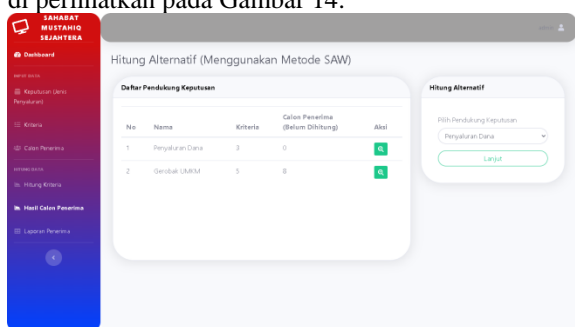 di perlihatkan pada Gambar 14.
SAHABAT
MUSTAHIQ
SEJAHTERA
Dashboard
INPUT DATA
Keputusan (Jenis
Penyaluran)
Kriteria
Calon Penerima
Hitung Kriteria
Hasil Calon Penerima
Laporan Penerima
Hitung Alternatif (Menggunakan Metode SAW)
Daftar Pendukung Keputusan
No Nama Kriteria Calon Penerima (Belum Dihitung) Aksi
1 Penyaluran Dana 3 0
2 Gerobak UMKM 5 8
Hitung Alternatif
Pilih Pendukung Keputusan
Penyaluran Dana
Lanjut